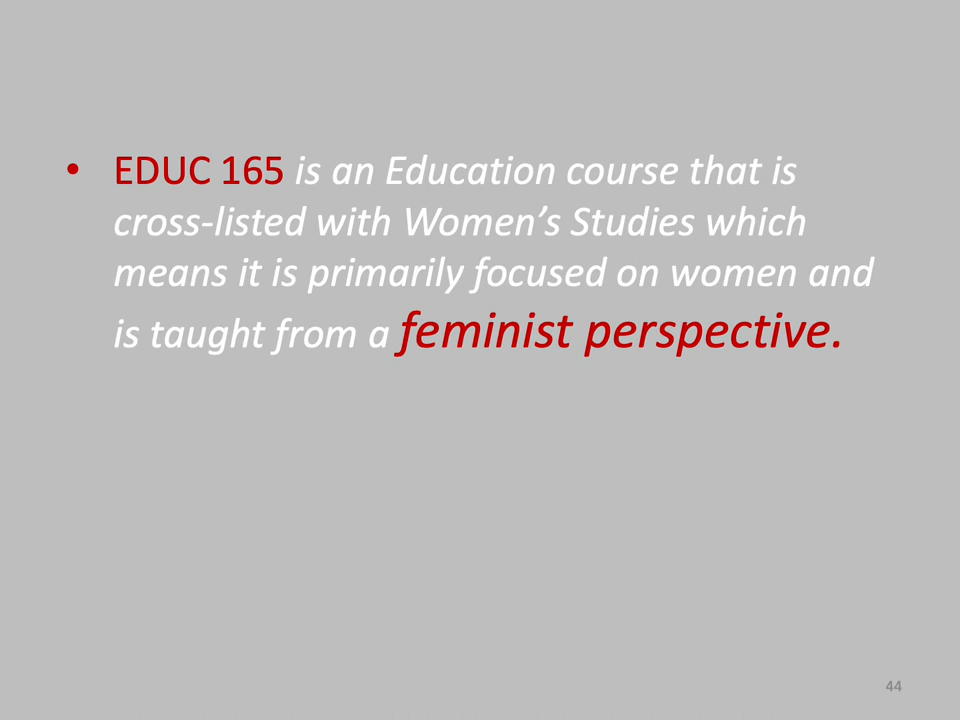 • EDUC 165 is an Education course that is
cross-listed with Women’s Studies which
means it is primarily focused on women and
is taught from a feminist perspective.
44